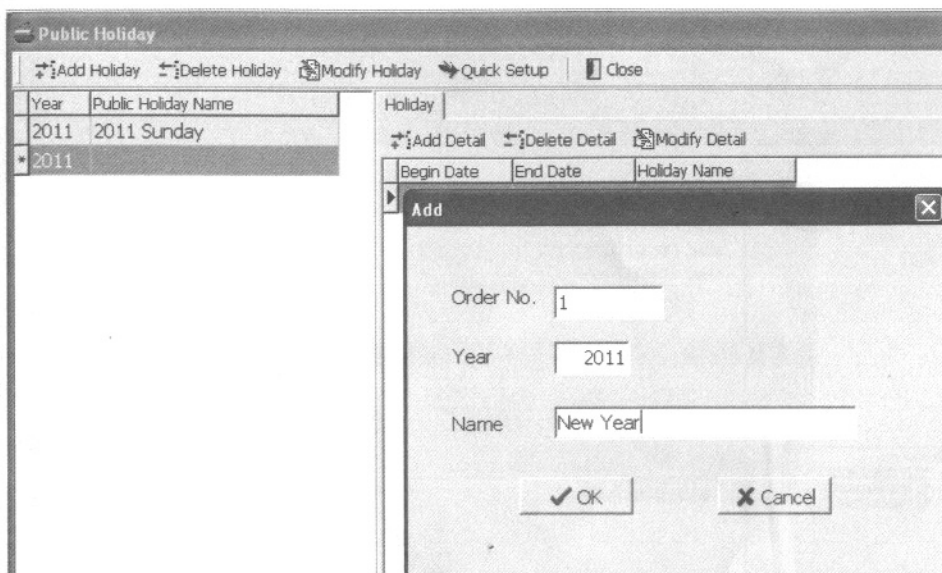 Public Holiday
Add Holiday Delete Holiday Modify Holiday Quick Setup Close
Year Public Holiday Name
2011 2011 Sunday
* 2011
Holiday
Add Detail Delete Detail Modify Detail
Begin Date End Date Holiday Name
Add
Order No. 1
Year 2011
Name New Year
OK Cancel